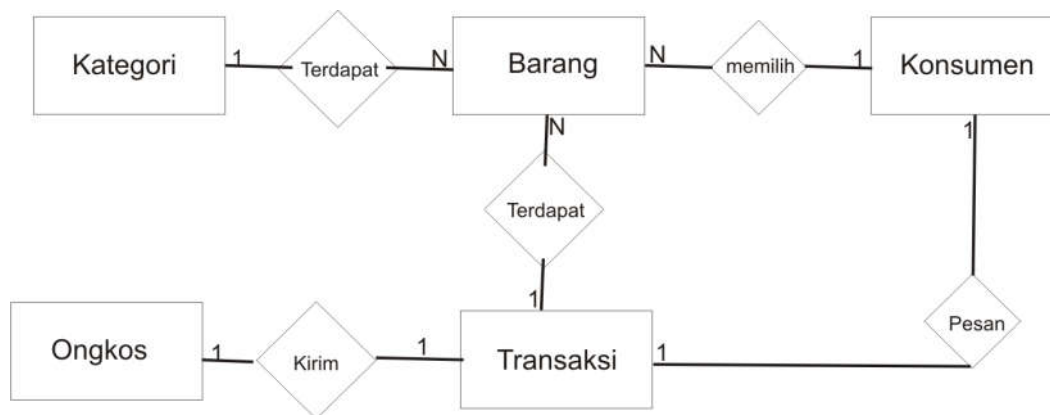 Kategori
1
Terdapat
N
Barang
N
memilih
1
Konsumen
N
1
Terdapat
1
Ongkos
1
Kirim
1
Transaksi
1
Pesan